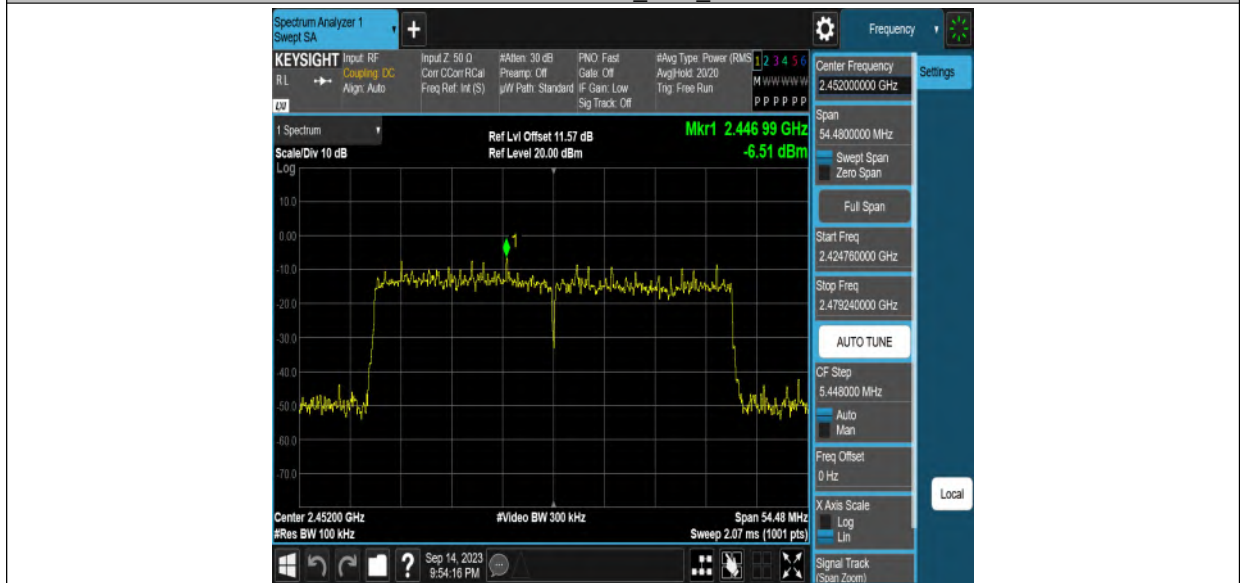 Spectrum Analyzer 1
Swept SA
+
Frequency
KEYSIGHT
RL
Input: RF
Coupling: DC
Align: Auto
Input Z: 50 Ω
Corr CCorr RCal
Freq Ref: Int (S)
#Atten: 30 dB
Preamp: Off
µW Path: Standard
PNO: Fast
Gate: Off
IF Gain: Low
Sig Track: Off
#Avg Type: Power (RMS
Avg|Hold: 20/20
Trig: Free Run
1 2 3 4 5 6
M W W W W W
P P P P P P
1 Spectrum
Scale/Div 10 dB
Log
Ref Lvl Offset 11.57 dB
Ref Level 20.00 dBm
Mkr1 2.446 99 GHz
-6.51 dBm
10.0
0.00
-10.0
-20.0
-30.0
-40.0
-50.0
-60.0
-70.0
1
Center 2.45200 GHz
#Res BW 100 kHz
#Video BW 300 kHz
Span 54.48 MHz
Sweep 2.07 ms (1001 pts)
?
Sep 14, 2023
9:54:16 PM
Center Frequency
2.452000000 GHz
Settings
Span
54.4800000 MHz
Swept Span
Zero Span
Full Span
Start Freq
2.424760000 GHz
Stop Freq
2.479240000 GHz
AUTO TUNE
CF Step
5.448000 MHz
Auto
Man
Freq Offset
0 Hz
X Axis Scale
Log
Lin
Local
Signal Track
(Span Zoom)